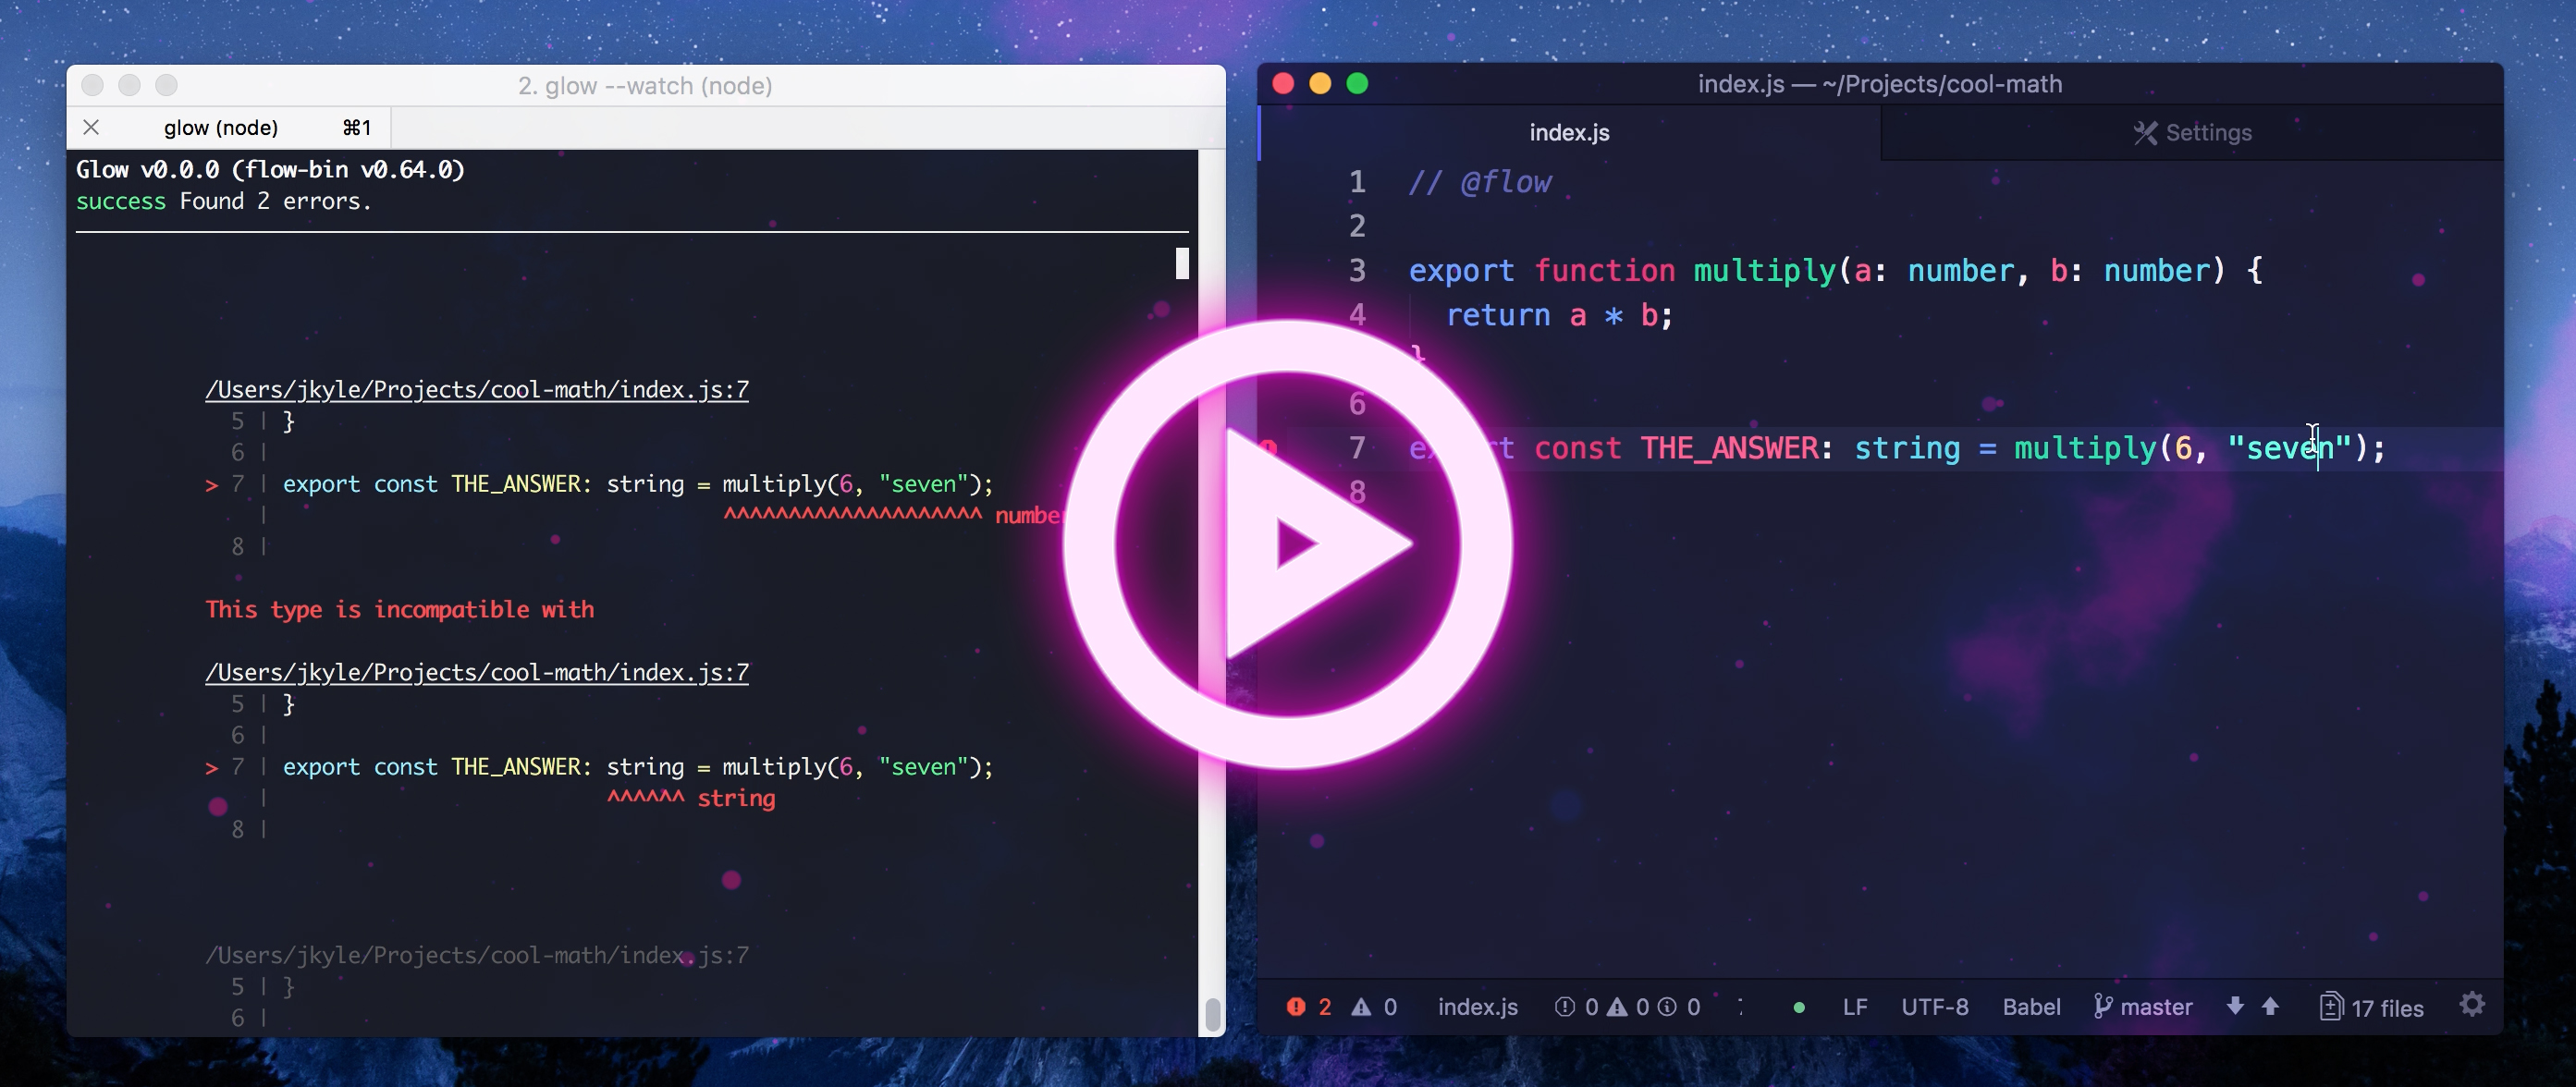 2. glow --watch (node)
glow (node) ⌘1
Glow v0.0.0 (flow-bin v0.64.0)
success Found 2 errors.
/Users/jkyle/Projects/cool-math/index.js:7
5 | }
6 |
> 7 | export const THE_ANSWER: string = multiply(6, "seven");
| ^^^^^^^^^^^^^^^^^^^^ number
8 |
This type is incompatible with
/Users/jkyle/Projects/cool-math/index.js:7
5 | }
6 |
> 7 | export const THE_ANSWER: string = multiply(6, "seven");
| ^^^^^^ string
8 |
/Users/jkyle/Projects/cool-math/index.js:7
5 | }
6 |
index.js — ~/Projects/cool-math
index.js
Settings
1 // @flow
2
3 export function multiply(a: number, b: number) {
4 return a * b;
}
6
7 export const THE_ANSWER: string = multiply(6, "seven");
8
2 0 index.js 0 0 0 LF UTF-8 Babel master 17 files